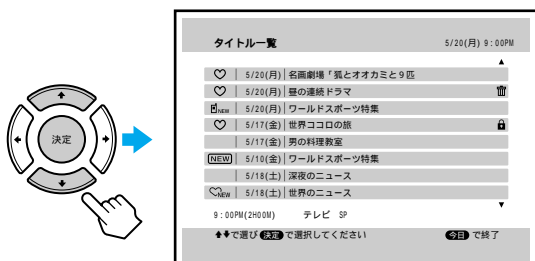 タイトル一覧 5/20(月) 9:00PM
5/20(月) 名画劇場「狐とオオカミと9匹
5/20(月) 昼の連続ドラマ
NEW 5/20(月) ワールドスポーツ特集
5/17(金) 世界ココロの旅
5/17(金) 男の料理教室
NEW 5/10(金) ワールドスポーツ特集
5/18(土) 深夜のニュース
NEW 5/18(土) 世界のニュース
9:00PM(2H00M) テレビ SP
で選び 決定 で選択してください 今日 で終了
決定